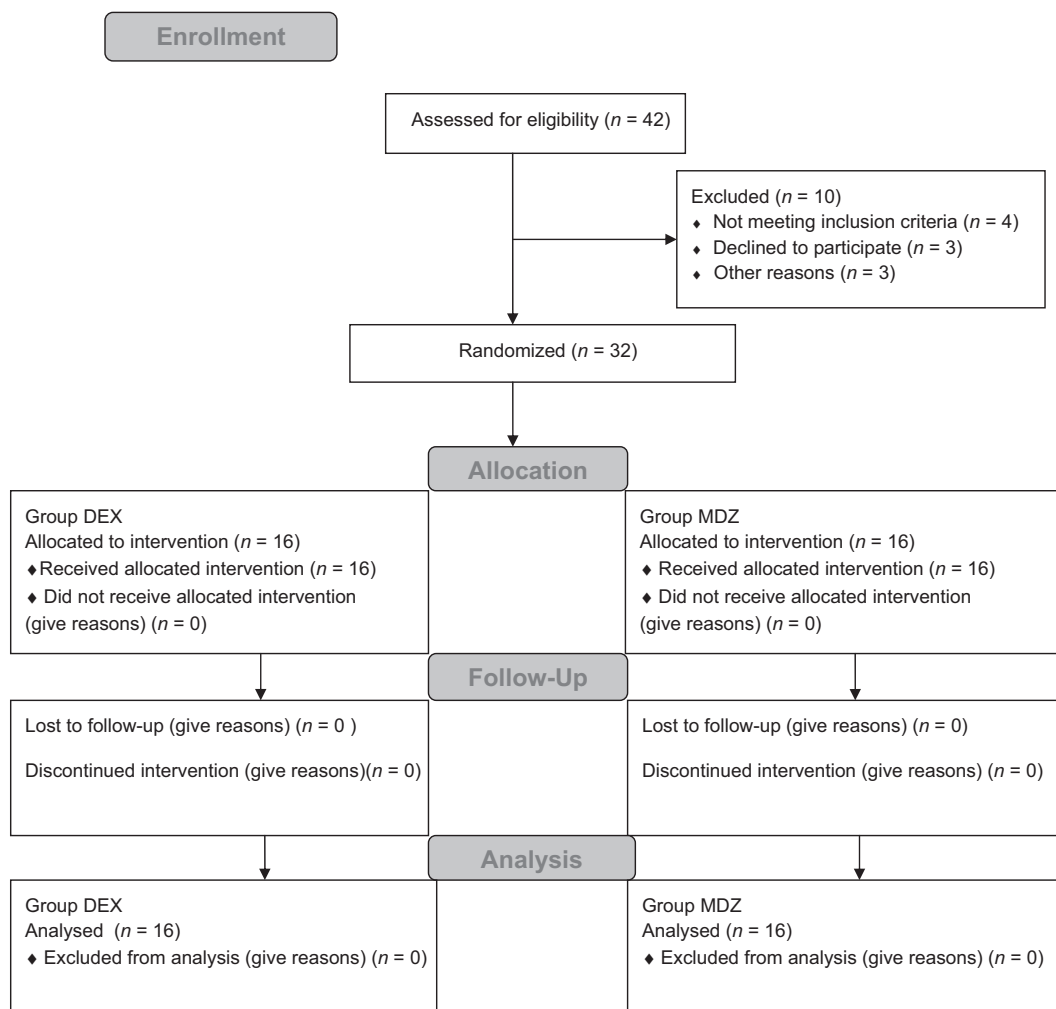 Enrollment
Assessed for eligibility (n = 42)
Excluded (n = 10)
♦ Not meeting inclusion criteria (n = 4)
♦ Declined to participate (n = 3)
♦ Other reasons (n = 3)
Randomized (n = 32)
Allocation
Group DEX
Allocated to intervention (n = 16)
♦Received allocated intervention (n = 16)
♦ Did not receive allocated intervention
(give reasons) (n = 0)
Group MDZ
Allocated to intervention (n = 16)
♦ Received allocated intervention (n = 16)
♦ Did not receive allocated intervention
(give reasons) (n = 0)
Follow-Up
Lost to follow-up (give reasons) (n = 0 )
Discontinued intervention (give reasons)(n = 0)
Lost to follow-up (give reasons) (n = 0)
Discontinued intervention (give reasons) (n = 0)
Analysis
Group DEX
Analysed (n = 16)
♦ Excluded from analysis (give reasons) (n = 0)
Group MDZ
Analysed (n = 16)
♦ Excluded from analysis (give reasons) (n = 0)